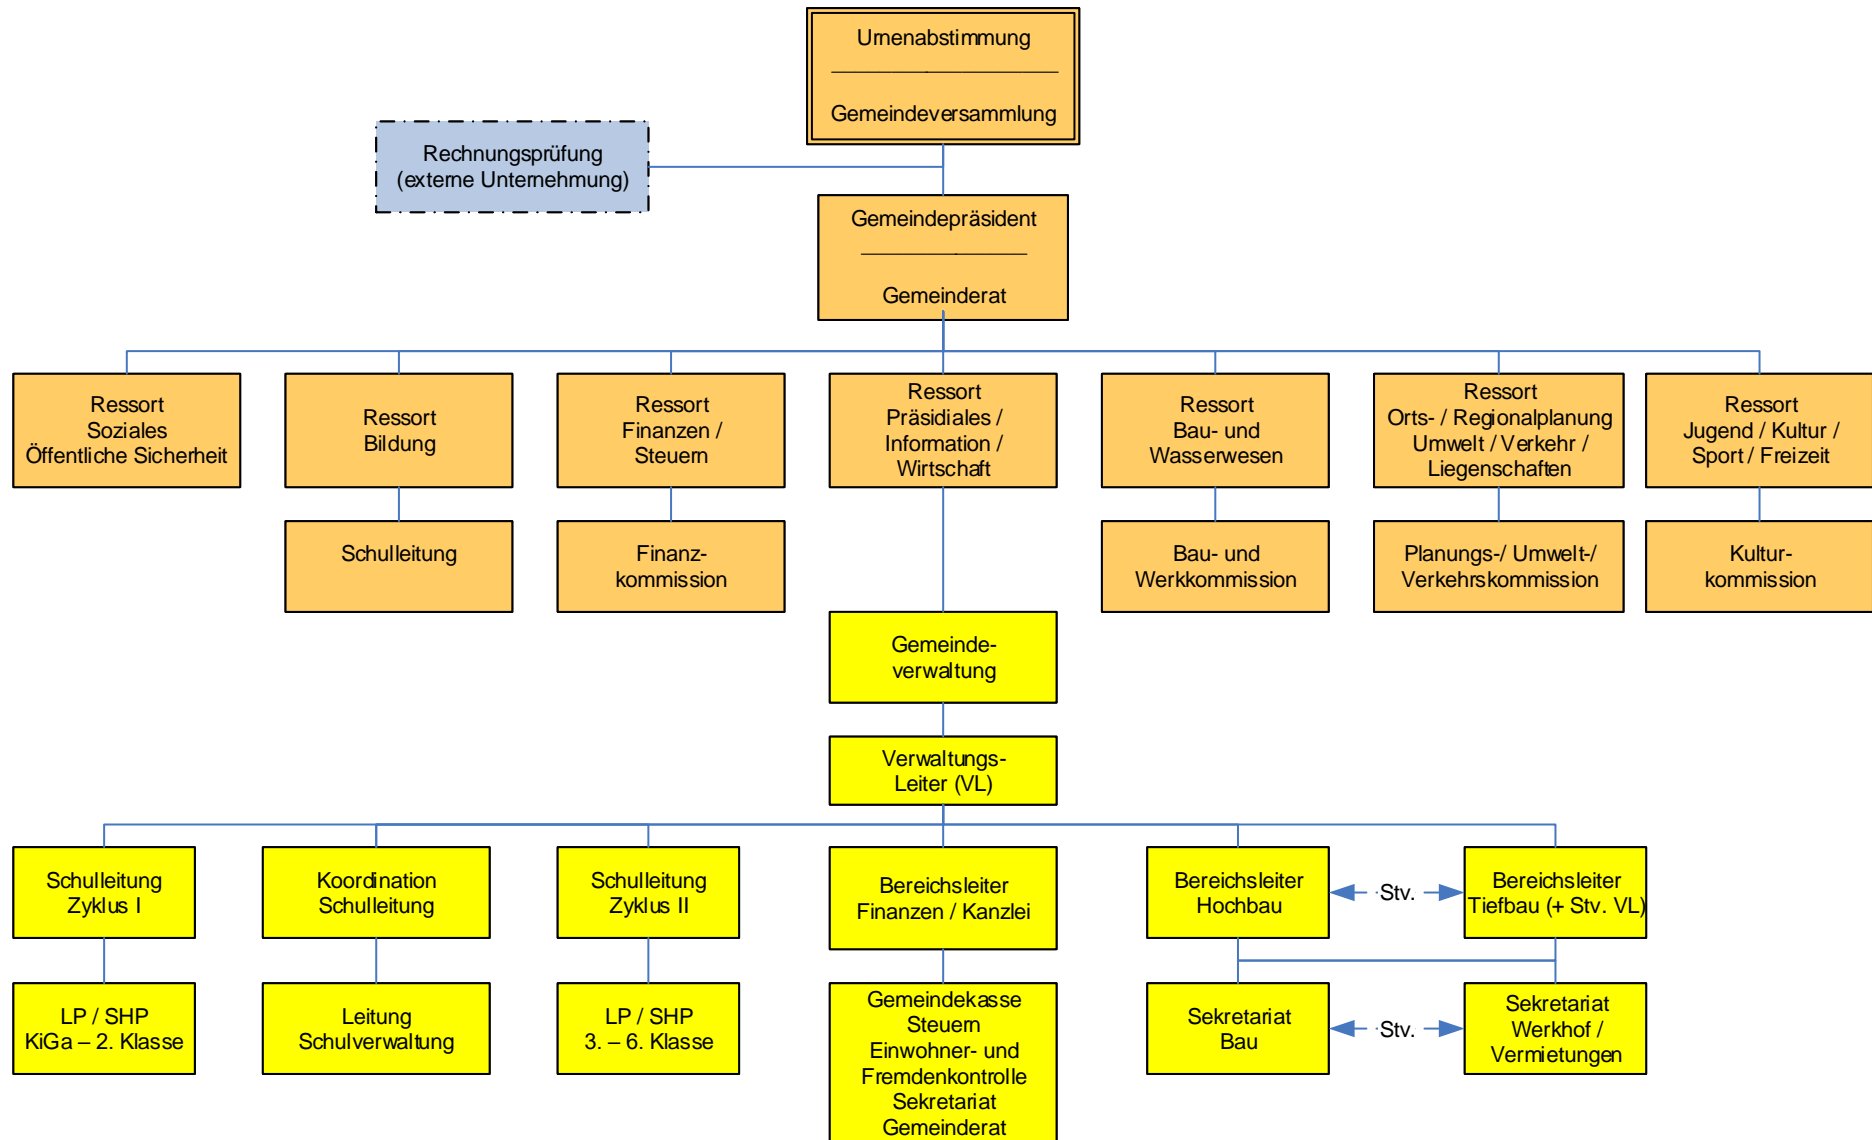 Urnenabstimmung
Gemeindeversammlung
Rechnungsprüfung
(externe Unternehmung)
Gemeindepräsident
Gemeinderat
Ressort
Soziales
Öffentliche Sicherheit
Ressort
Bildung
Ressort
Finanzen /
Steuern
Ressort
Präsidiales /
Information /
Wirtschaft
Ressort
Bau- und
Wasserwesen
Ressort
Orts- / Regionalplanung
Umwelt / Verkehr /
Liegenschaften
Ressort
Jugend / Kultur /
Sport / Freizeit
Schulleitung
Finanz-
kommission
Bau- und
Werkkommission
Planungs-/ Umwelt-/
Verkehrskommission
Kultur-
kommission
Gemeinde-
verwaltung
Verwaltungs-
Leiter (VL)
Schulleitung
Zyklus I
Koordination
Schulleitung
Schulleitung
Zyklus II
Bereichsleiter
Finanzen / Kanzlei
Bereichsleiter
Hochbau
Stv.
Bereichsleiter
Tiefbau (+ Stv. VL)
LP / SHP
KiGa – 2. Klasse
Leitung
Schulverwaltung
LP / SHP
3. – 6. Klasse
Gemeindekasse
Steuern
Einwohner- und
Fremdenkontrolle
Sekretariat
Gemeinderat
Sekretariat
Bau
Stv.
Sekretariat
Werkhof /
Vermietungen